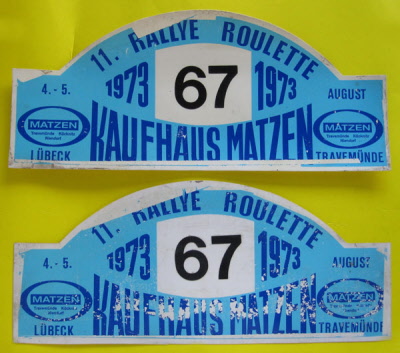 11. RALLYE ROULETTE
1973 67 1973
4.-5. AUGUST
KAUFHAUS MATZEN
MATZEN MATZEN
LÜBECK TRAVEMÜNDE
11. RALLYE ROULETTE
1973 67 1973
4.-5. AUGUST
KAUFHAUS MATZEN
MATZEN MATZEN
LÜBECK TRAVEMÜNDE